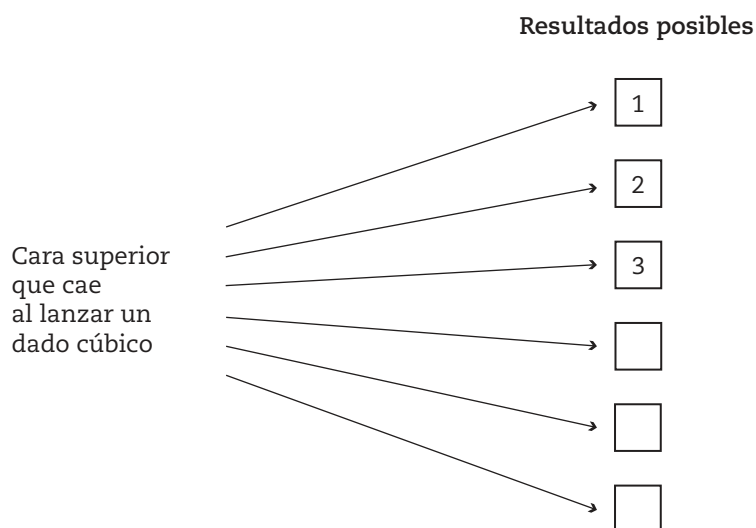 Resultados posibles
1
2
3
Cara superior
que cae
al lanzar un
dado cúbico